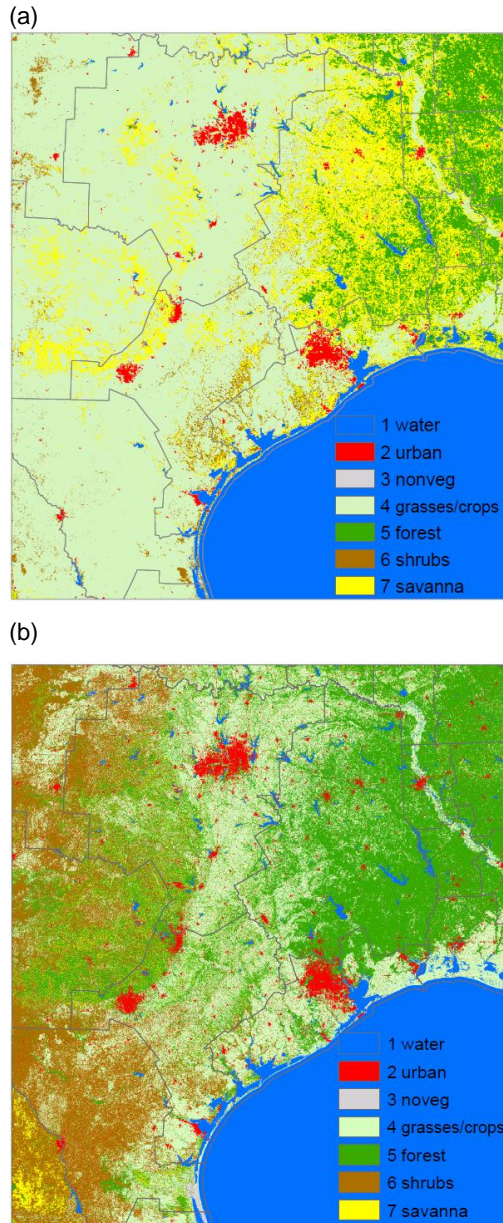 (a)
1 water
2 urban
3 nonveg
4 grasses/crops
5 forest
6 shrubs
7 savanna
(b)
1 water
2 urban
3 noveg
4 grasses/crops
5 forest
6 shrubs
7 savanna